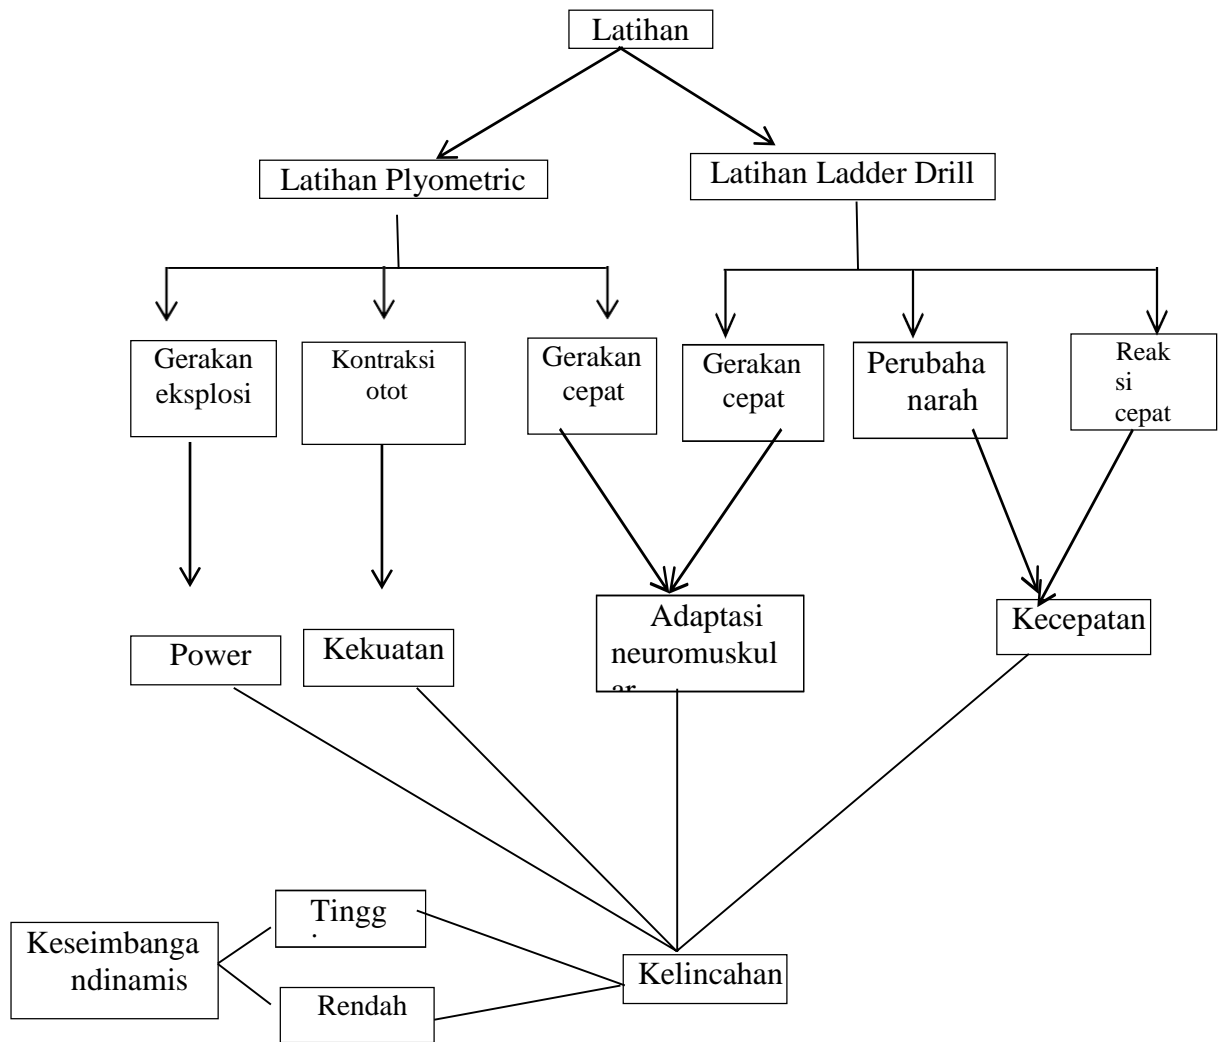 Latihan
Latihan Plyometric
Latihan Ladder Drill
Gerakan
eksplosi
Kontraksi
otot
Gerakan
cepat
Gerakan
cepat
Perubaha
narah
Reak
si
cepat
Power
Kekuatan
Adaptasi
neuromuskul
ar
Kecepatan
Keseimbanga
ndinamis
Tingg
Rendah
Kelincahan